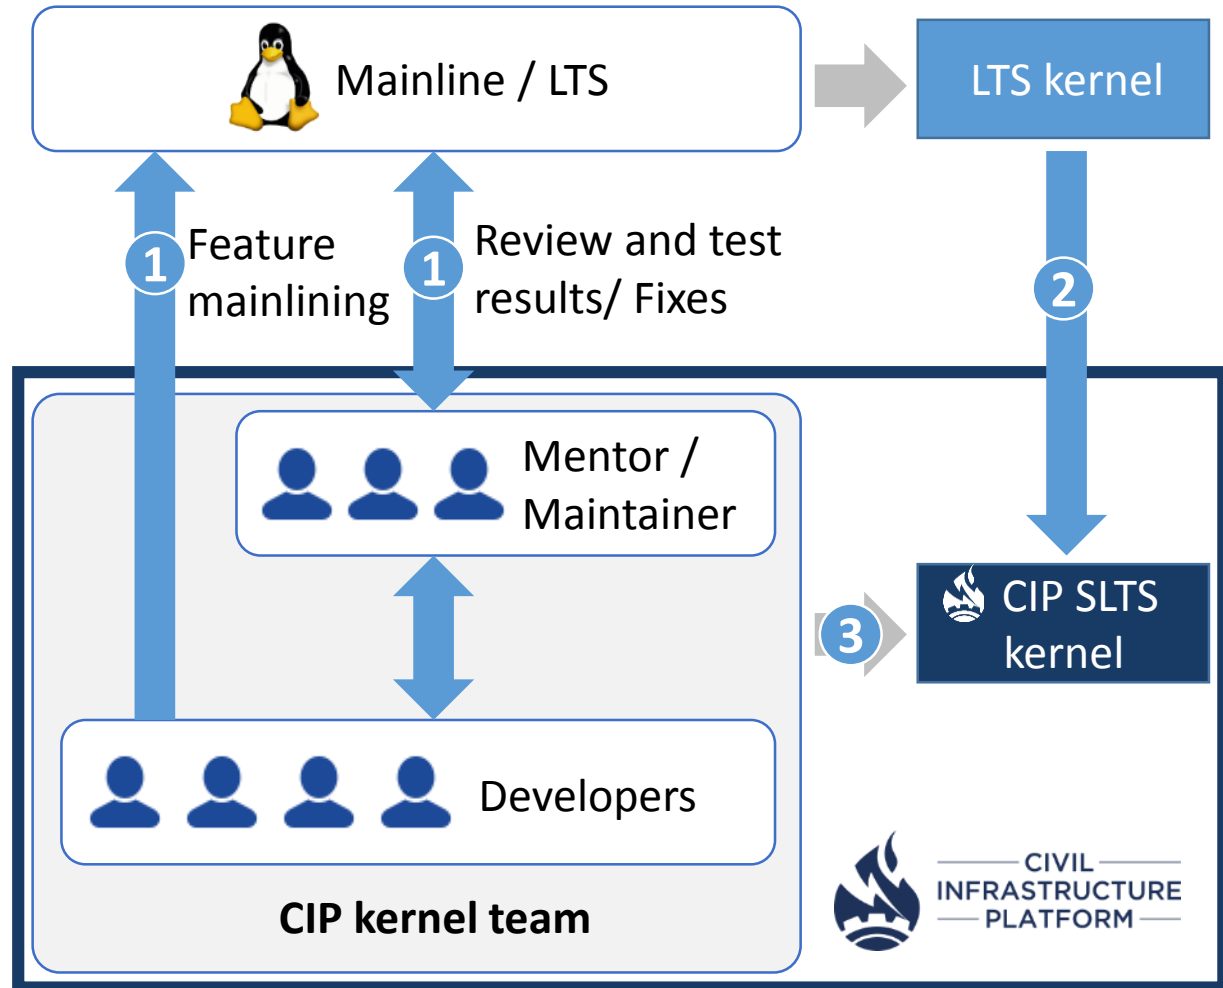 Mainline / LTS
LTS kernel
1
Feature
mainlining
1
Review and test
results/ Fixes
2
Mentor /
Maintainer
3
CIP SLTS
kernel
Developers
CIP kernel team
CIVIL
INFRASTRUCTURE
PLATFORM